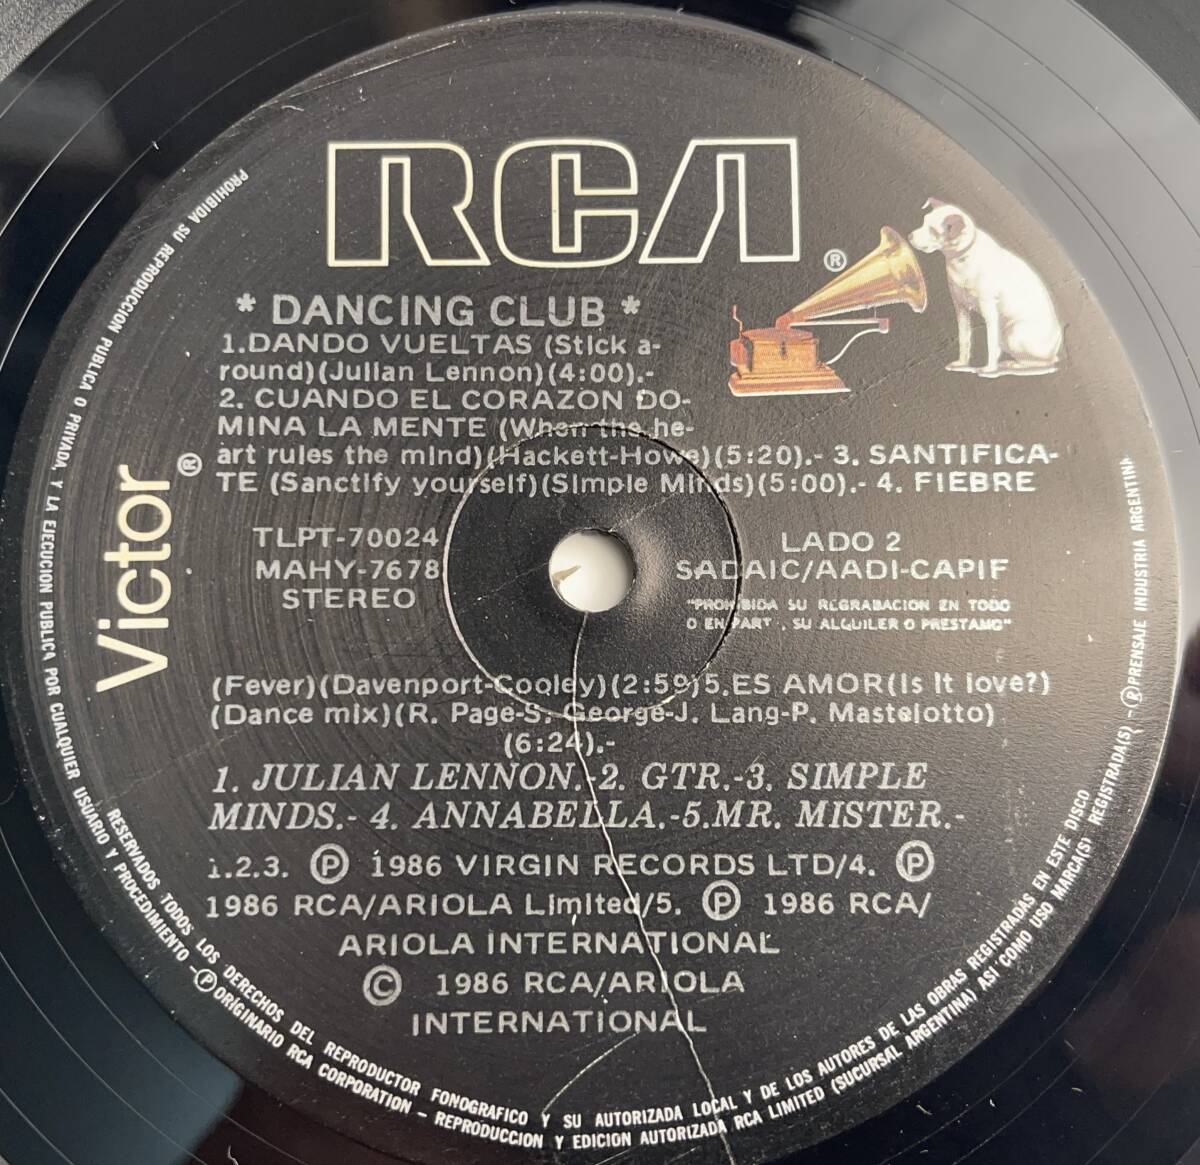 RCA
®
* DANCING CLUB *
1.DANDO VUELTAS (Stick a-
round)(Julian Lennon)(4:00).-
2. CUANDO EL CORAZON DO-
MINA LA MENTE (When the he-
art rules the mind)(Hackett-Howe)(5:20).- 3. SANTIFICA-
TE (Sanctify yourself)(Simple Minds)(5:00).- 4. FIEBRE
Victor ®
TLPT-70024
MAHY-7678
STEREO
LADO 2
SADAIC/AADI-CAPIF
"PROHIBIDA SU REGRABACION EN TODO
O EN PART , SU ALQUILER O PRESTAMO"
(Fever)(Davenport-Cooley)(2:59)5.ES AMOR(Is it love?)
(Dance mix)(R. Page-S. George-J. Lang-P. Mastelotto)
(6:24).-
1. JULIAN LENNON.-2. GTR.-3. SIMPLE
MINDS.- 4. ANNABELLA.-5.MR. MISTER.-
1.2.3. ℗ 1986 VIRGIN RECORDS LTD/4. ℗
1986 RCA/ARIOLA Limited/5. ℗ 1986 RCA/
ARIOLA INTERNATIONAL
© 1986 RCA/ARIOLA
INTERNATIONAL
PROHIBIDA SU REPRODUCCION PUBLICA O PRIVADA, Y LA EJECUCION PUBLICA POR CUALQUIER USUARIO Y PROCEDIMIENTO - ℗ ORIGINARIO RCA CORPORATION - REPRODUCCION Y EDICION AUTORIZADA RCA LIMITED (SUCURSAL ARGENTINA) ASI COMO USO MARCA(S) REGISTRADA(S) - ® PRENSAJE INDUSTRIA ARGENTINA
RESERVADOS TODOS LOS DERECHOS DEL REPRODUCTOR FONOGRAFICO Y SU AUTORIZADA LOCAL Y DE LOS AUTORES DE LAS OBRAS REGISTRADAS EN ESTE DISCO